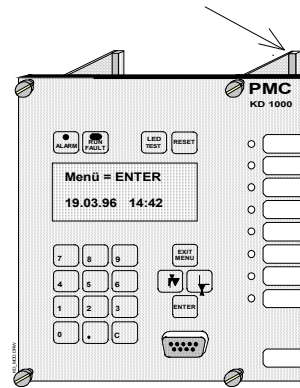 PMC
KD 1000
ALARM
RUN
FAULT
LED
TEST
RESET
Menü = ENTER
19.03.96 14:42
7 8 9
EXIT
MENU
4 5 6
1 2 3
ENTER
0 . C